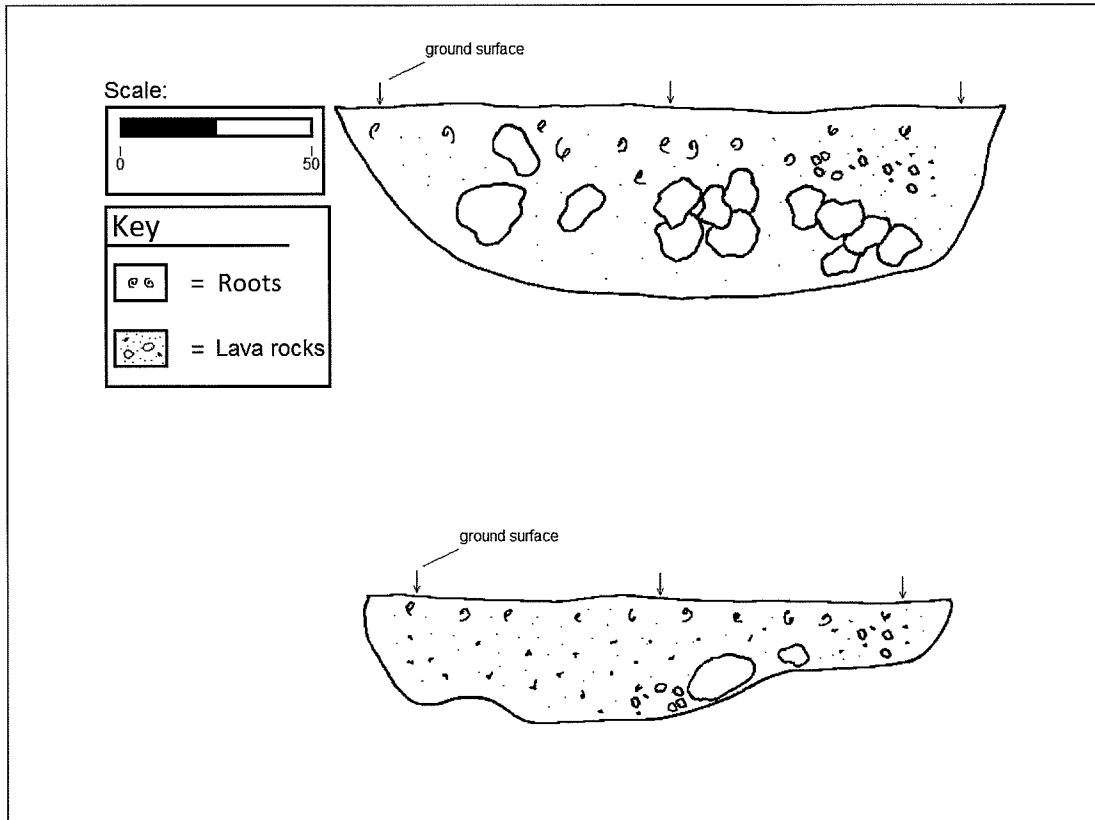 ground surface
Scale:
0 50
Key
= Roots
= Lava rocks
ground surface